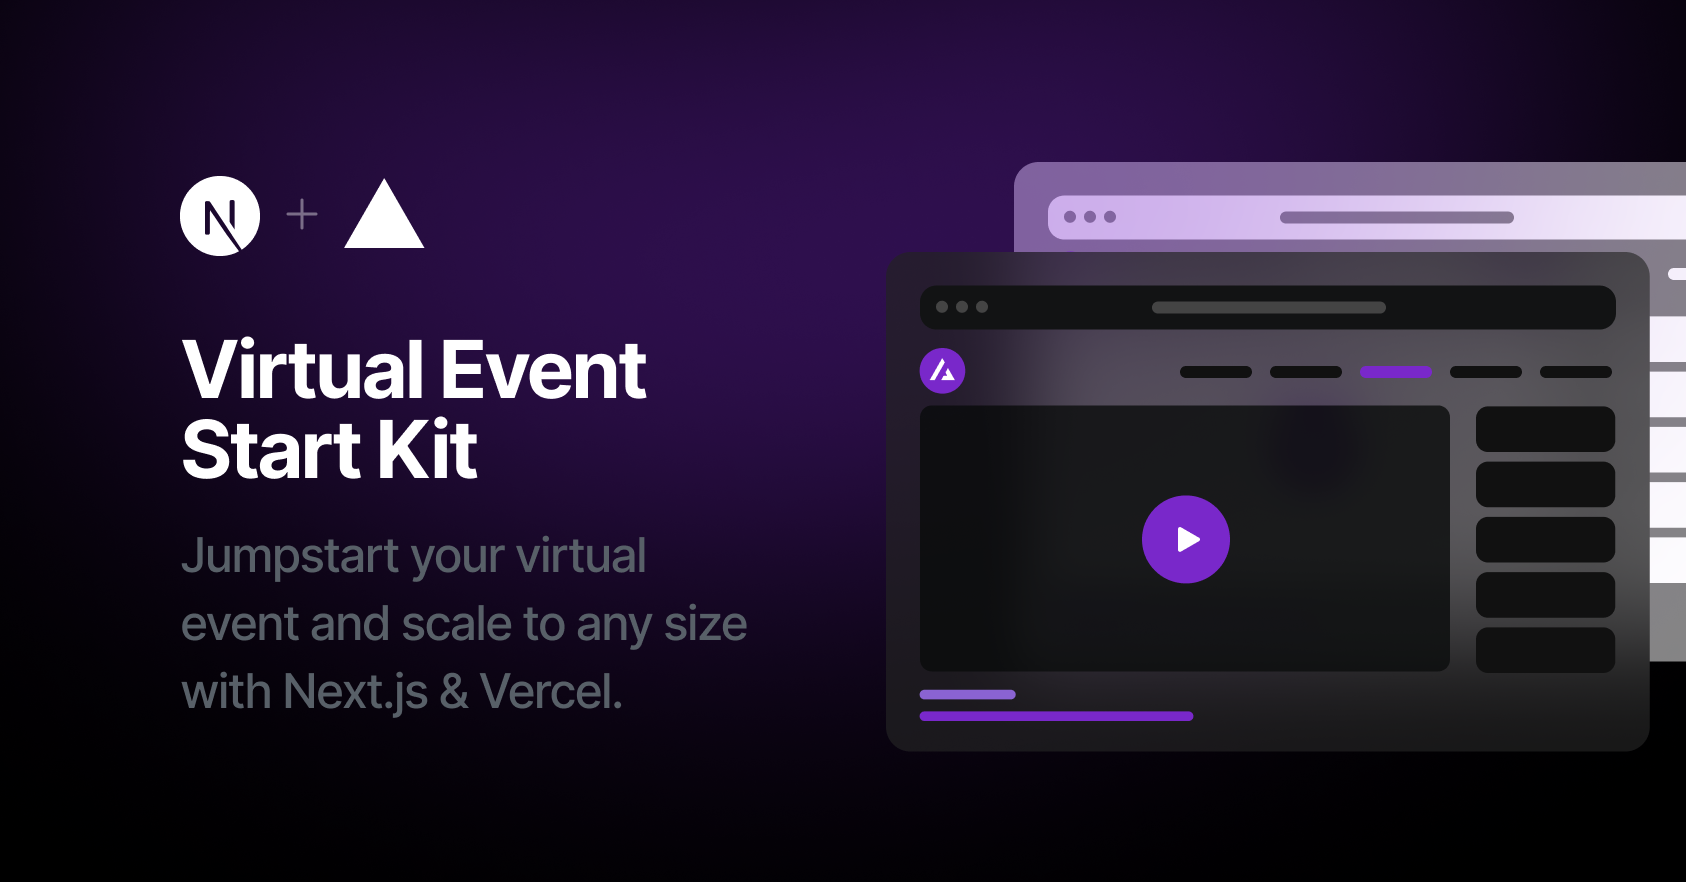 N
Virtual Event
Start Kit
Jumpstart your virtual
event and scale to any size
with Next.js & Vercel.